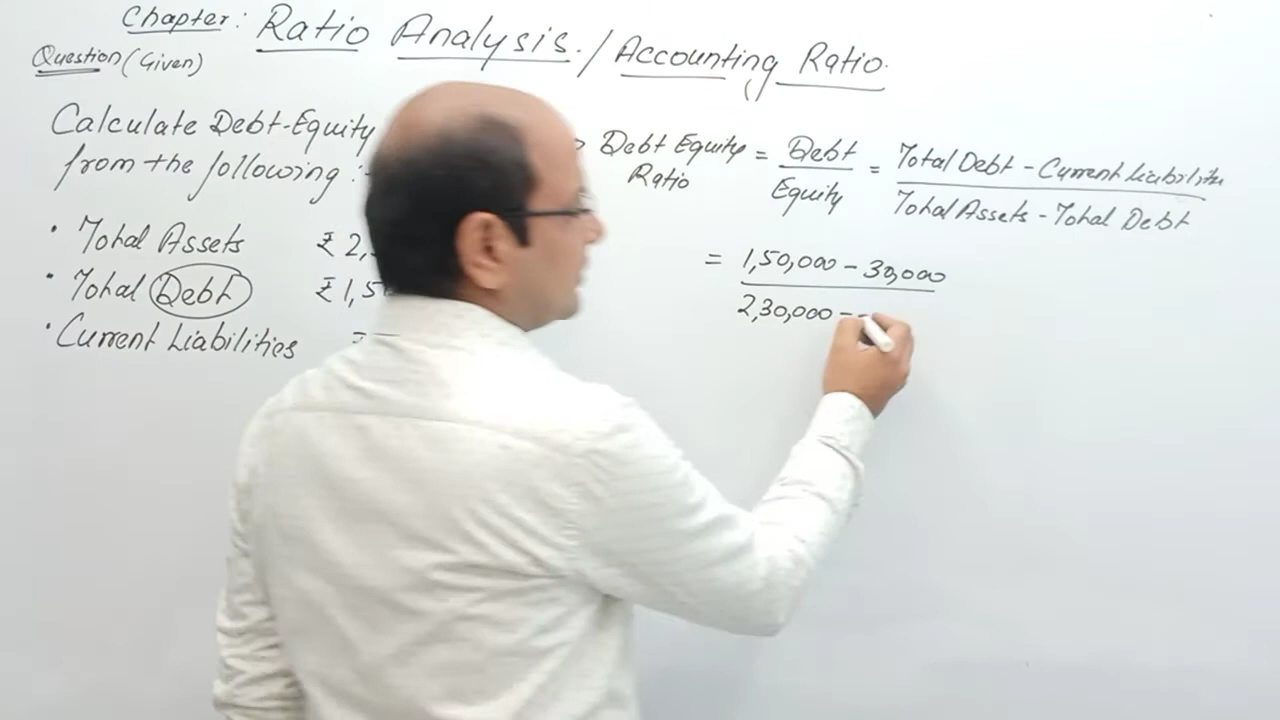 Chapter: Ratio Analysis. / Accounting Ratio.
Question (Given)
Calculate Debt-Equity
from the following :-
• Total Assets ₹ 2,
• Total Debt ₹ 1,5
• Current Liabilities
Debt Equity Ratio = Debt / Equity = Total Debt - Current Liabilities / Total Assets - Total Debt
= 1,50,000 - 30,000
2,30,000 -